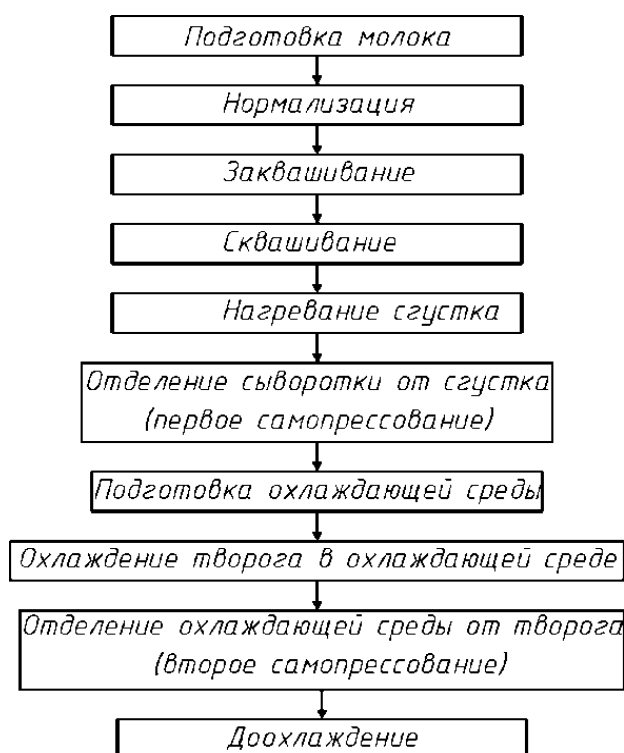 Подготовка молока
Нормализация
Заквашивание
Сквашивание
Нагревание сгустка
Отделение сыворотки от сгустка
(первое самопрессование)
Подготовка охлаждающей среды
Охлаждение творога в охлаждающей среде
Отделение охлаждающей среды от творога
(второе самопрессование)
Доохлаждение